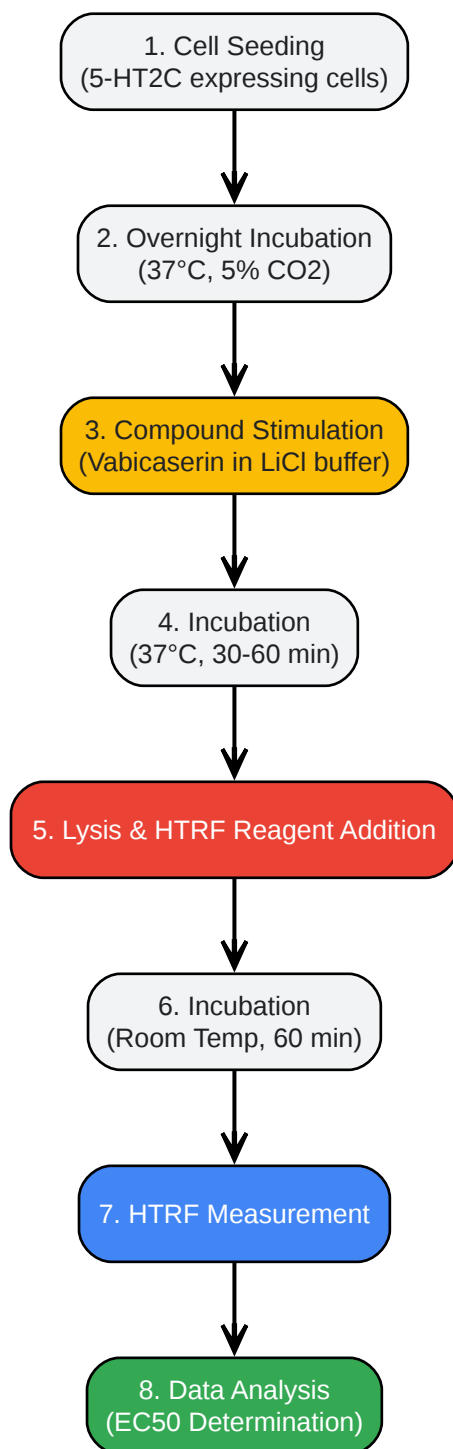 1. Cell Seeding
(5-HT2C expressing cells)
2. Overnight Incubation
(37°C, 5% CO2)
3. Compound Stimulation
(Vabicaserin in LiCl buffer)
4. Incubation
(37°C, 30-60 min)
5. Lysis & HTRF Reagent Addition
6. Incubation
(Room Temp, 60 min)
7. HTRF Measurement
8. Data Analysis
(EC50 Determination)